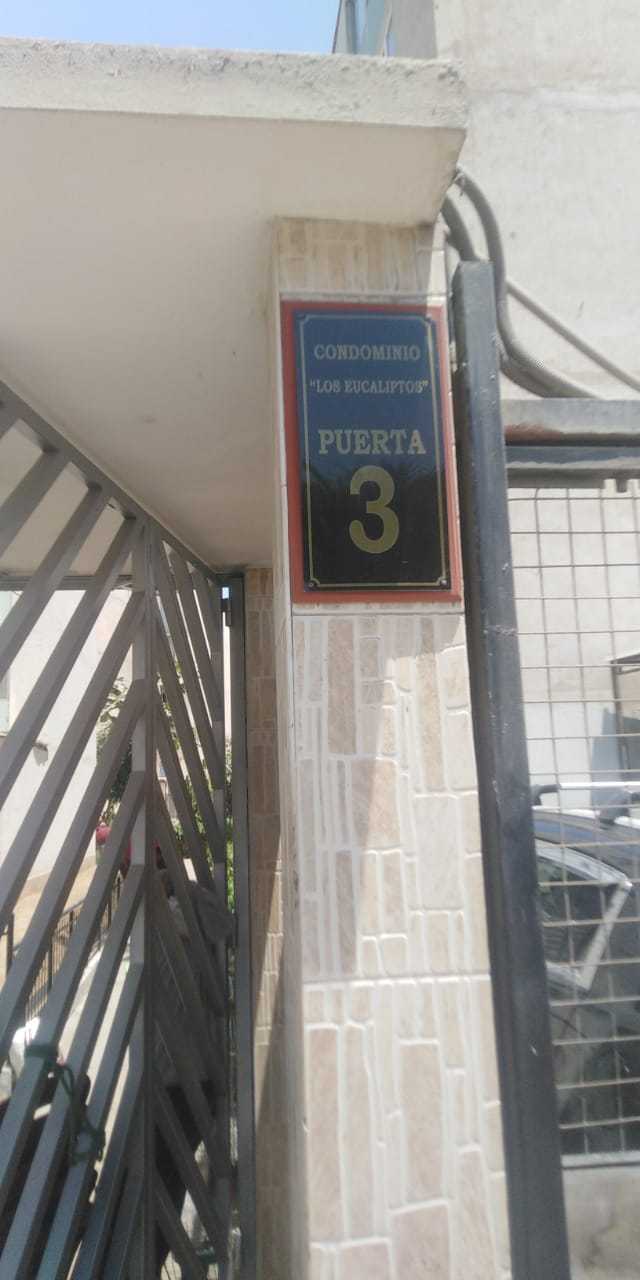 CONDOMINIO
"LOS EUCALIPTOS"
PUERTA
3